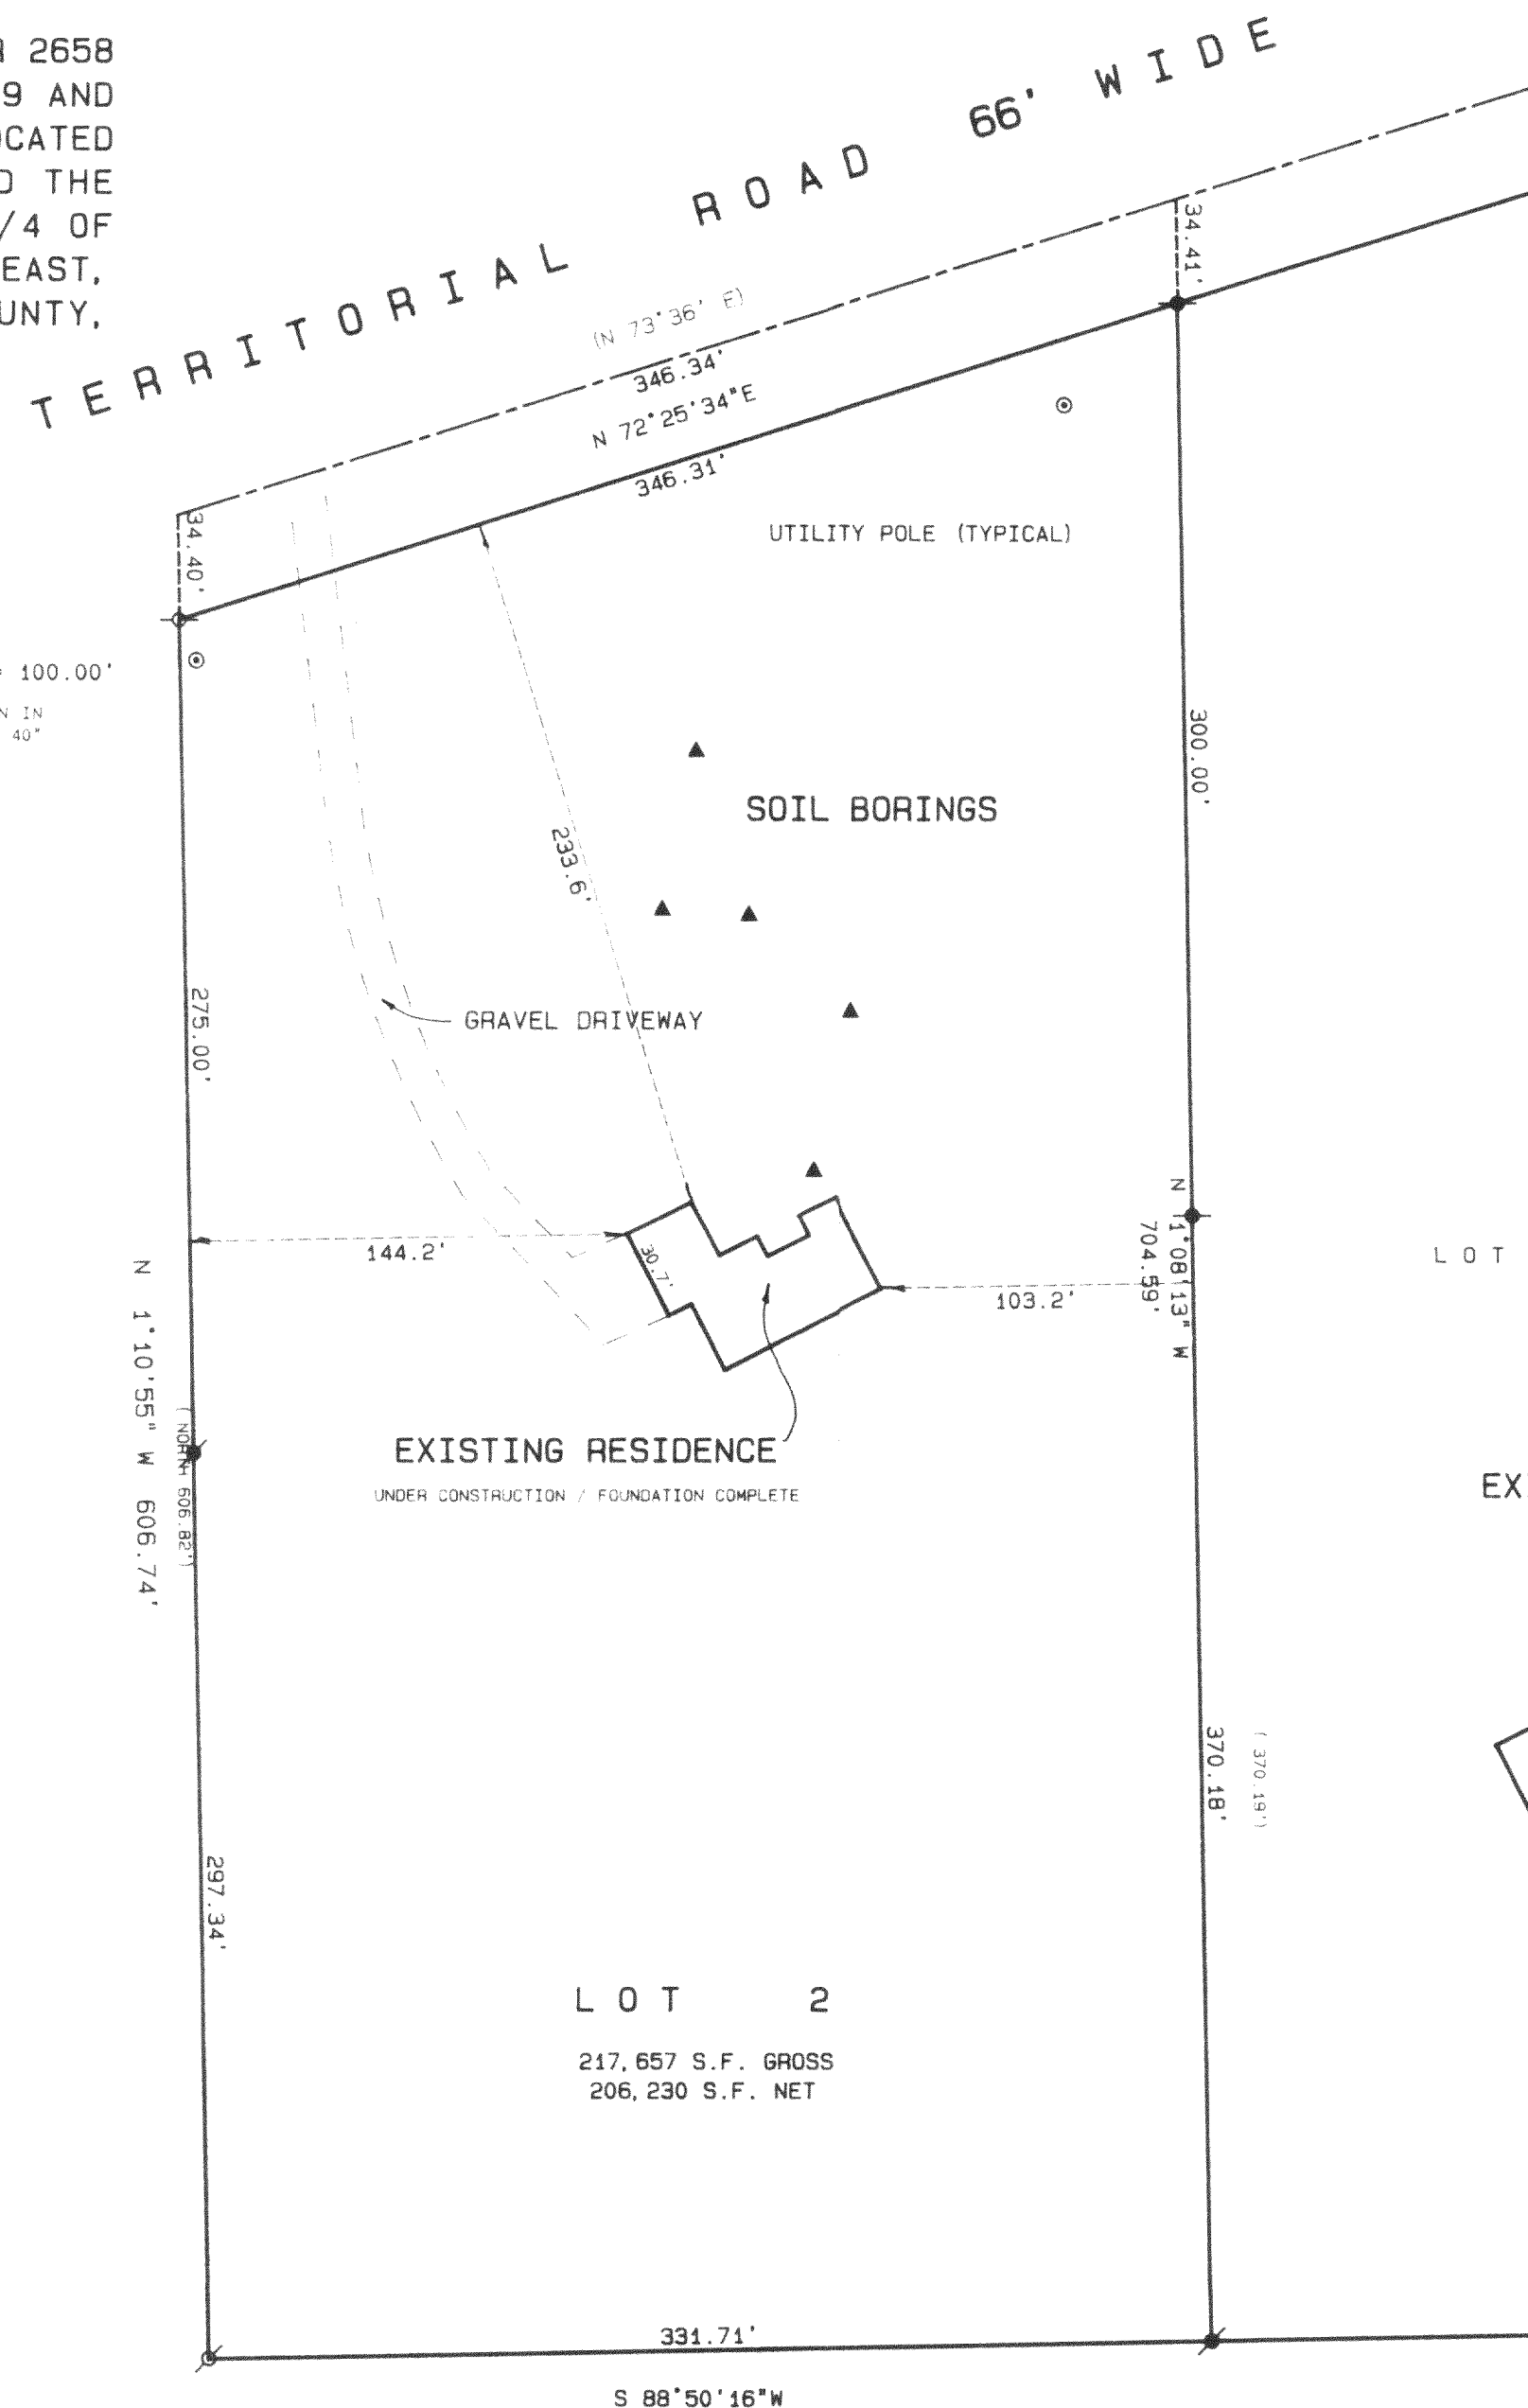 2658
9 AND
OCATED
THE
/4 OF
EAST,
UNTY,
TERRITORIAL ROAD 66' WIDE
(N 73°36' E)
346.34'
N 72°25'34"E
346.31'
34.41'
34.40'
UTILITY POLE (TYPICAL)
= 100.00'
IN
40"
300.00'
SOIL BORINGS
233.6'
275.00'
GRAVEL DRIVEWAY
144.2'
30.7'
103.2'
N 1°08'13" W
704.59'
LOT
N 1°10'55" W 606.74'
(NORTH 606.82')
EXISTING RESIDENCE
UNDER CONSTRUCTION / FOUNDATION COMPLETE
EX
370.18'
(370.19')
297.34'
LOT 2
217,657 S.F. GROSS
206,230 S.F. NET
331.71'
S 88°50'16"W